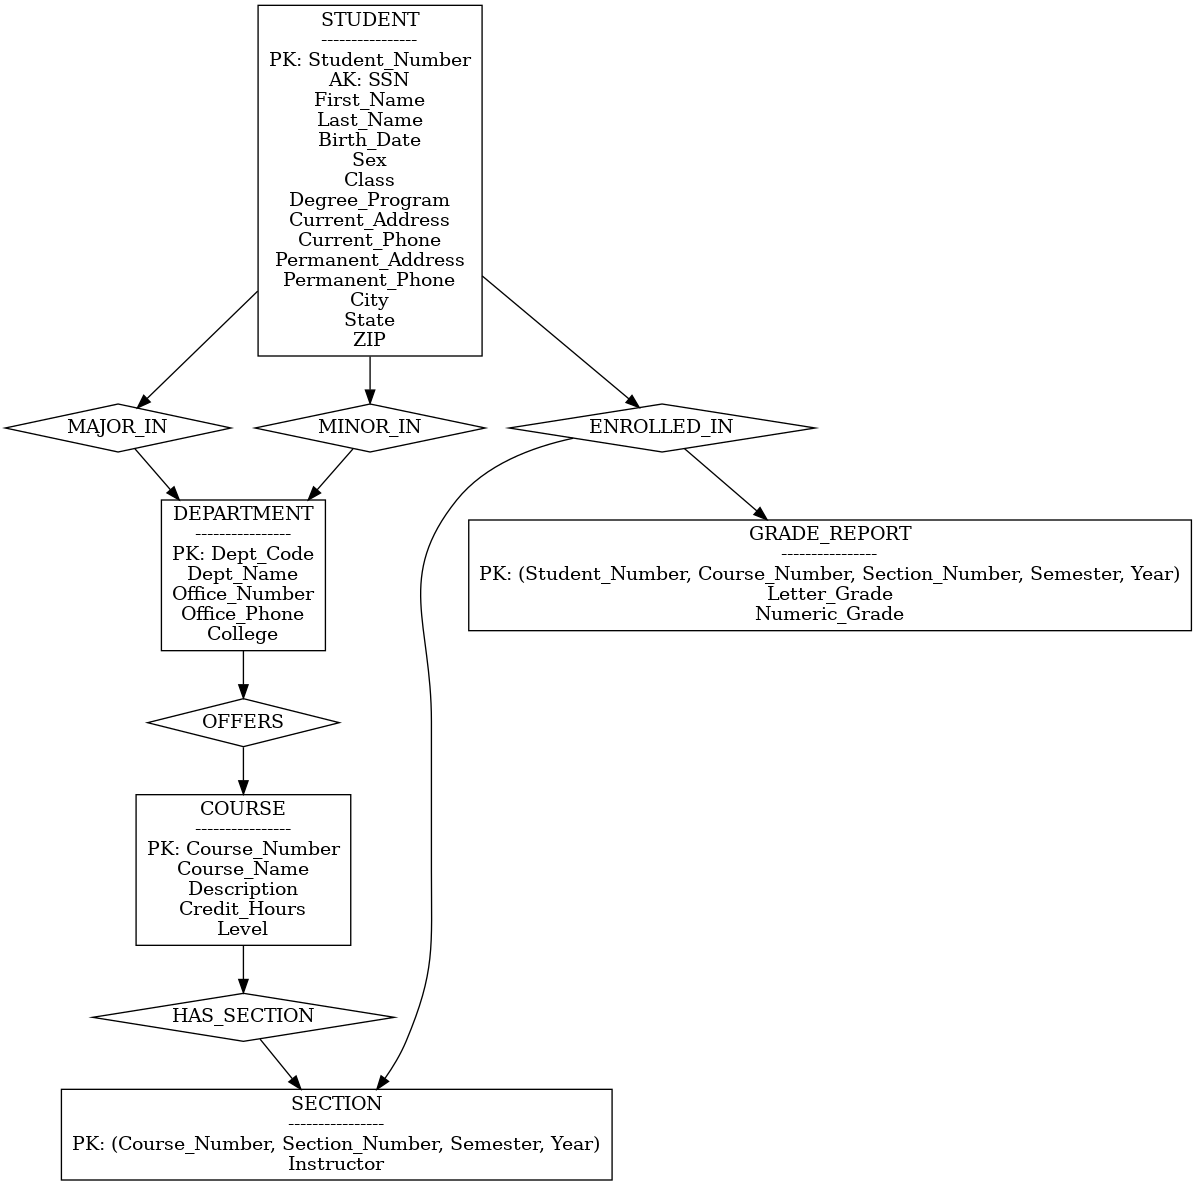 STUDENT
----------------
PK: Student_Number
AK: SSN
First_Name
Last_Name
Birth_Date
Sex
Class
Degree_Program
Current_Address
Current_Phone
Permanent_Address
Permanent_Phone
City
State
ZIP
MAJOR_IN
MINOR_IN
ENROLLED_IN
DEPARTMENT
----------------
PK: Dept_Code
Dept_Name
Office_Number
Office_Phone
College
GRADE_REPORT
----------------
PK: (Student_Number, Course_Number, Section_Number, Semester, Year)
Letter_Grade
Numeric_Grade
OFFERS
COURSE
----------------
PK: Course_Number
Course_Name
Description
Credit_Hours
Level
HAS_SECTION
SECTION
----------------
PK: (Course_Number, Section_Number, Semester, Year)
Instructor